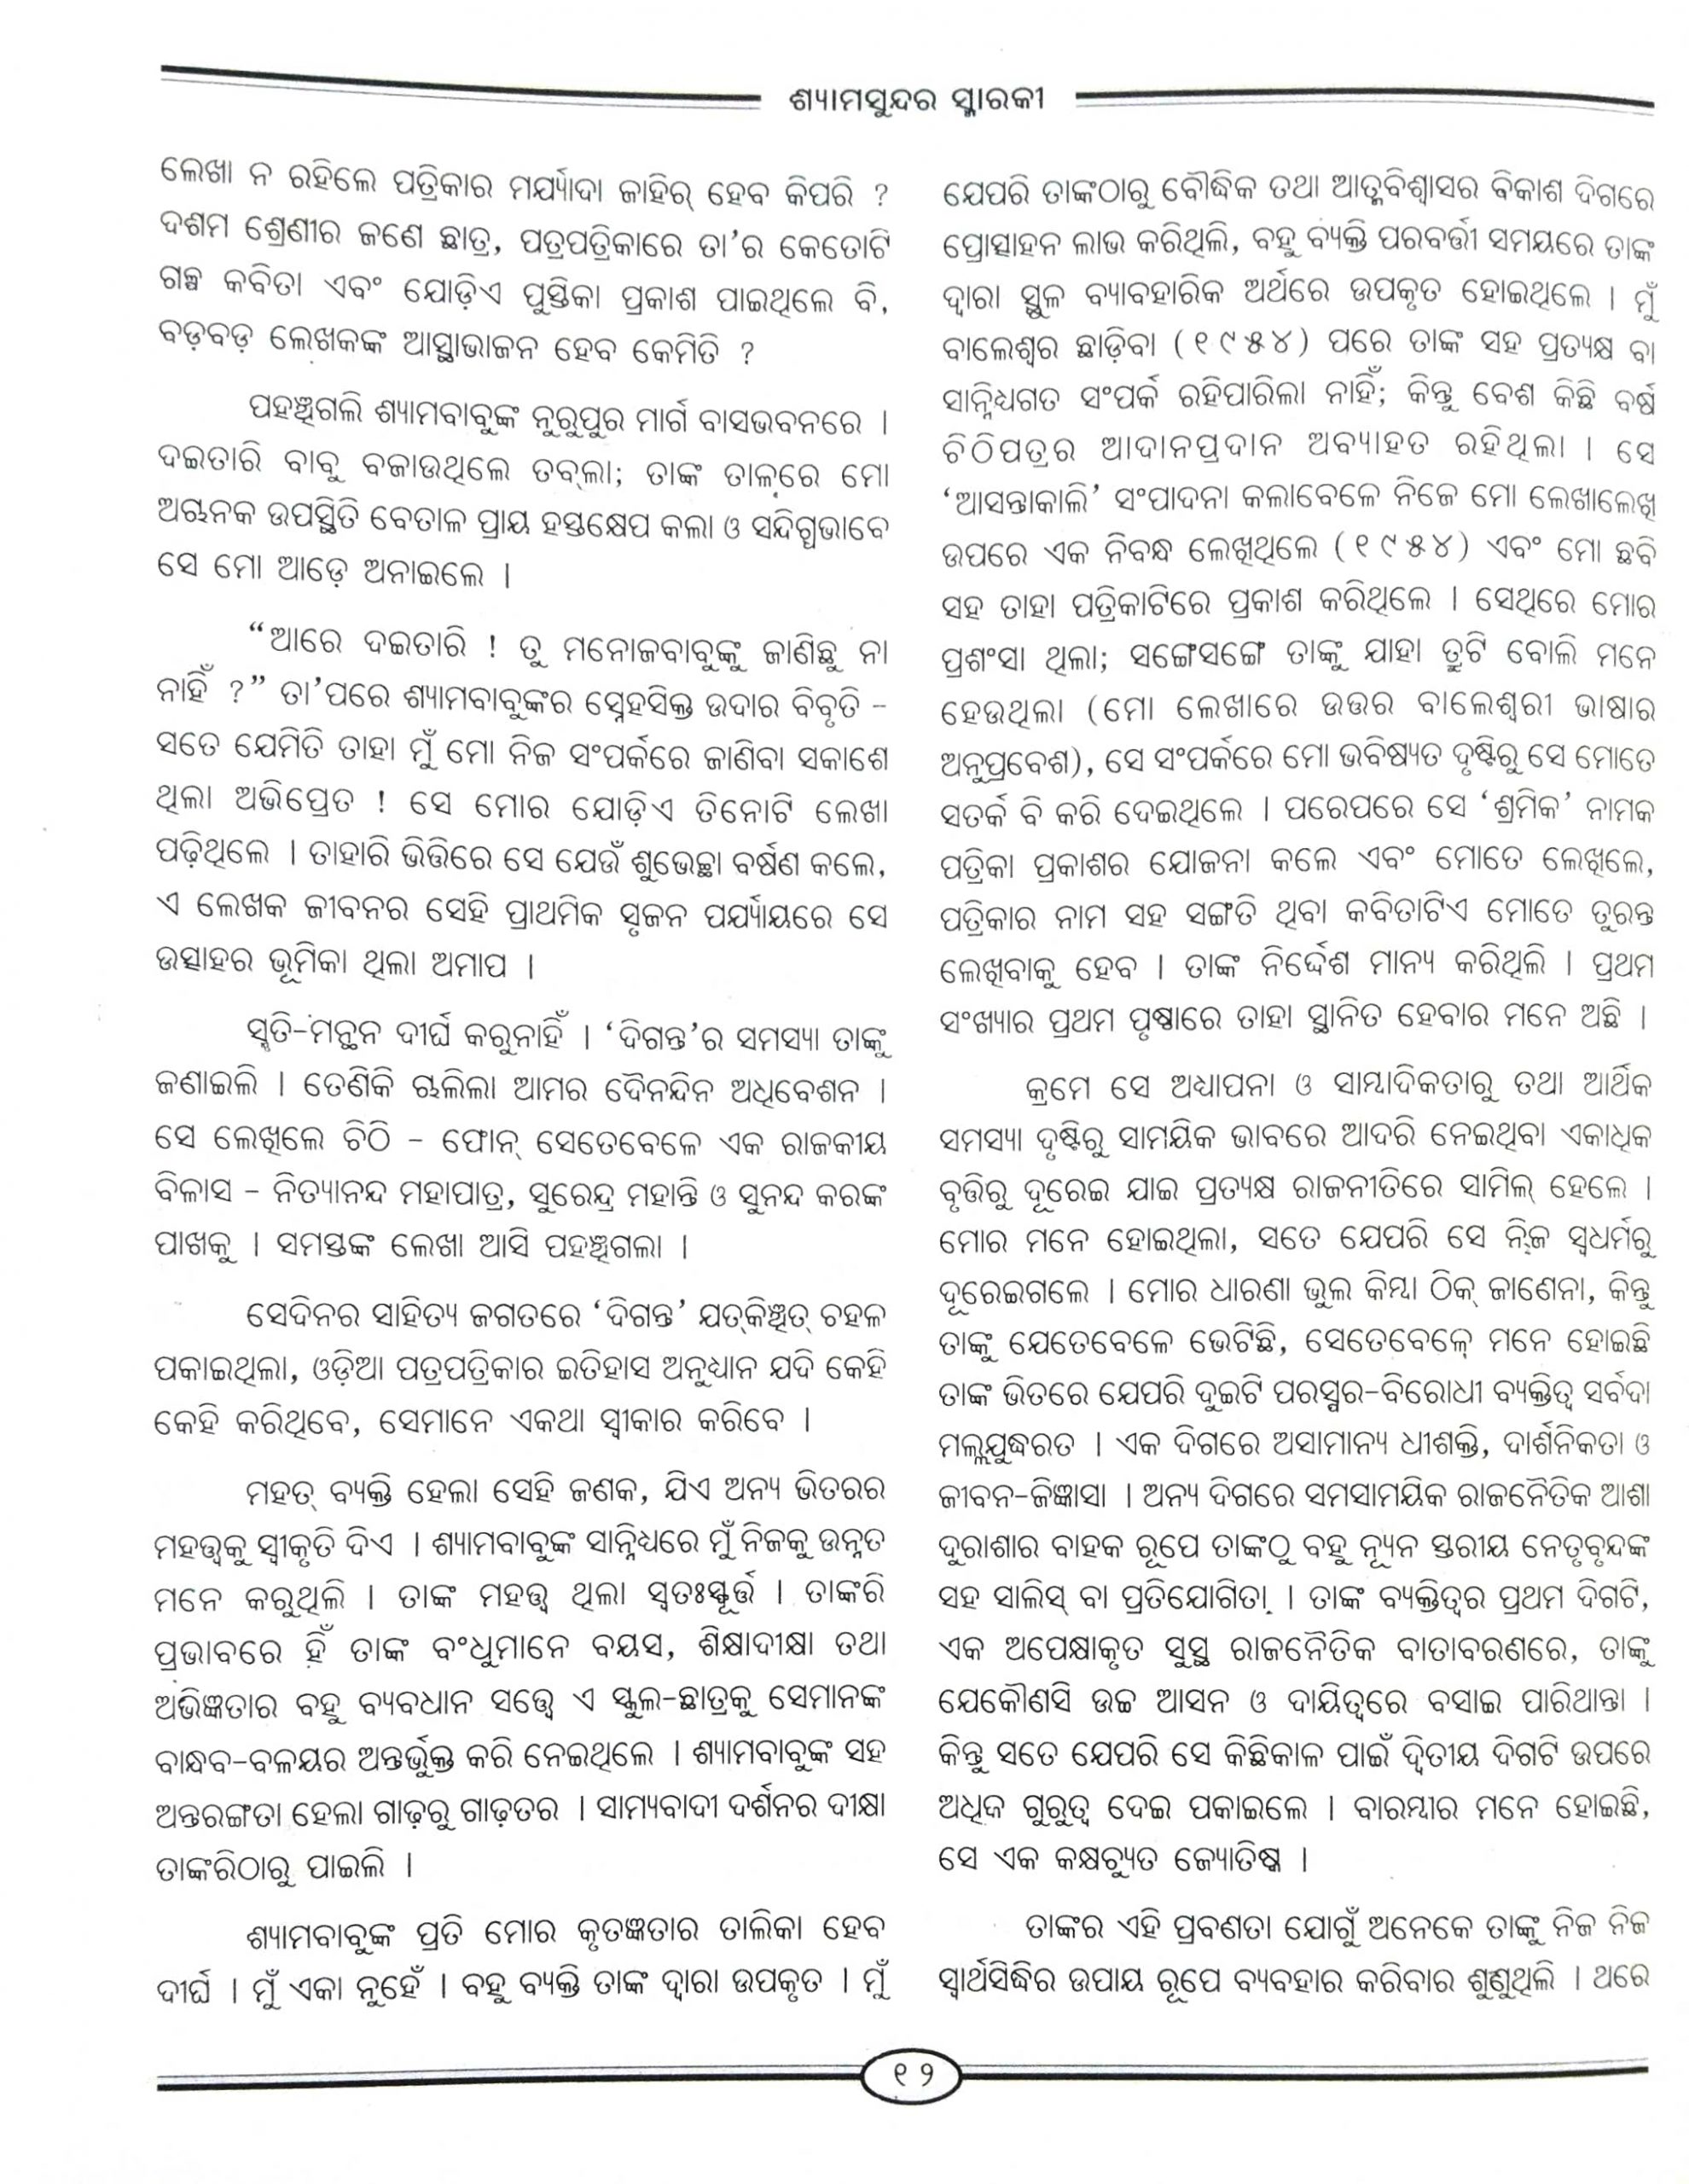 ଶ୍ୟାମସୁନ୍ଦର ସ୍ମାରକୀ
ଲେଖା ନ ରହିଲେ ପତ୍ରିକାର ମର୍ଯ୍ୟାଦା ଜାହିର୍ ହେବ କିପରି ?
ଦଶମ ଶ୍ରେଣୀର ଜଣେ ଛାତ୍ର, ପତ୍ରପତ୍ରିକାରେ ତା’ର କେତୋଟି
ଗଳ୍ପ କବିତା ଏବଂ ଯୋଡ଼ିଏ ପୁସ୍ତିକା ପ୍ରକାଶ ପାଇଥିଲେ ବି,
ବଡ଼ବଡ଼ ଲେଖକଙ୍କ ଆସ୍ଥାଭାଜନ ହେବ କେମିତି ?
ପହଞ୍ଚିଗଲି ଶ୍ୟାମବାବୁଙ୍କ ନୁରୁପୁର ମାର୍ଗ ବାସଭବନରେ ।
ଦଇତାରି ବାବୁ ବଜାଉଥିଲେ ତବ୍‌ଲା; ତାଙ୍କ ତାଳରେ ମୋ
ଅଚାନକ ଉପସ୍ଥିତି ବେତାଳ ପ୍ରାୟ ହସ୍ତକ୍ଷେପ କଲା ଓ ସନ୍ଦିଗ୍ଧଭାବେ
ସେ ମୋ ଆଡ଼େ ଅନାଇଲେ ।
“ଆରେ ଦଇତାରି ! ତୁ ମନୋଜବାବୁଙ୍କୁ ଜାଣିଛୁ ନା
ନାହିଁ ?” ତା’ପରେ ଶ୍ୟାମବାବୁଙ୍କର ସ୍ନେହସିକ୍ତ ଉଦାର ବିବୃତି –
ସତେ ଯେମିତି ତାହା ମୁଁ ମୋ ନିଜ ସଂପର୍କରେ ଜାଣିବା ସକାଶେ
ଥିଲା ଅଭିପ୍ରେତ ! ସେ ମୋର ଯୋଡ଼ିଏ ତିନୋଟି ଲେଖା
ପଢ଼ିଥିଲେ । ତାହାରି ଭିତ୍ତିରେ ସେ ଯେଉଁ ଶୁଭେଚ୍ଛା ବର୍ଷଣ କଲେ,
ଏ ଲେଖକ ଜୀବନର ସେହି ପ୍ରାଥମିକ ସୃଜନ ପର୍ଯ୍ୟାୟରେ ସେ
ଉତ୍ସାହର ଭୂମିକା ଥିଲା ଅମାପ ।
ସ୍ମୃତି-ମନ୍ଥନ ଦୀର୍ଘ କରୁନାହିଁ । ‘ଦିଗନ୍ତ’ର ସମସ୍ୟା ତାଙ୍କୁ
ଜଣାଇଲି । ତେଣିକି ଚାଲିଲା ଆମର ଦୈନନ୍ଦିନ ଅଧିବେଶନ ।
ସେ ଲେଖିଲେ ଚିଠି – ଫୋନ୍ ସେତେବେଳେ ଏକ ରାଜକୀୟ
ବିଳାସ – ନିତ୍ୟାନନ୍ଦ ମହାପାତ୍ର, ସୁରେନ୍ଦ୍ର ମହାନ୍ତି ଓ ସୁନନ୍ଦ କରଙ୍କ
ପାଖକୁ । ସମସ୍ତଙ୍କ ଲେଖା ଆସି ପହଞ୍ଚିଗଲା ।
ସେଦିନର ସାହିତ୍ୟ ଜଗତରେ ‘ଦିଗନ୍ତ’ ଯତ୍‌କିଞ୍ଚିତ୍ ଚହଳ
ପକାଇଥିଲା, ଓଡ଼ିଆ ପତ୍ରପତ୍ରିକାର ଇତିହାସ ଅନୁଧ୍ୟାନ ଯଦି କେହି
କେହି କରିଥିବେ, ସେମାନେ ଏକଥା ସ୍ୱୀକାର କରିବେ ।
ମହତ୍ ବ୍ୟକ୍ତି ହେଲା ସେହି ଜଣକ, ଯିଏ ଅନ୍ୟ ଭିତରର
ମହତ୍ତ୍ୱକୁ ସ୍ୱୀକୃତି ଦିଏ । ଶ୍ୟାମବାବୁଙ୍କ ସାନ୍ନିଧ୍ୟରେ ମୁଁ ନିଜକୁ ଉନ୍ନତ
ମନେ କରୁଥିଲି । ତାଙ୍କ ମହତ୍ତ୍ୱ ଥିଲା ସ୍ୱତଃସ୍ଫୂର୍ତ୍ତ । ତାଙ୍କରି
ପ୍ରଭାବରେ ହିଁ ତାଙ୍କ ବଂଧୁମାନେ ବୟସ, ଶିକ୍ଷାଦୀକ୍ଷା ତଥା
ଅଭିଜ୍ଞତାର ବହୁ ବ୍ୟବଧାନ ସତ୍ତ୍ୱେ ଏ ସ୍କୁଲ-ଛାତ୍ରକୁ ସେମାନଙ୍କ
ବାନ୍ଧବ-ବଳୟର ଅନ୍ତର୍ଭୁକ୍ତ କରି ନେଇଥିଲେ । ଶ୍ୟାମବାବୁଙ୍କ ସହ
ଅନ୍ତରଙ୍ଗତା ହେଲା ଗାଢ଼ରୁ ଗାଢ଼ତର । ସାମ୍ୟବାଦୀ ଦର୍ଶନର ଦୀକ୍ଷା
ତାଙ୍କରିଠାରୁ ପାଇଲି ।
ଶ୍ୟାମବାବୁଙ୍କ ପ୍ରତି ମୋର କୃତଜ୍ଞତାର ତାଲିକା ହେବ
ଦୀର୍ଘ । ମୁଁ ଏକା ନୁହେଁ । ବହୁ ବ୍ୟକ୍ତି ତାଙ୍କ ଦ୍ୱାରା ଉପକୃତ । ମୁଁ
ଯେପରି ତାଙ୍କଠାରୁ ବୌଦ୍ଧିକ ତଥା ଆତ୍ମବିଶ୍ୱାସର ବିକାଶ ଦିଗରେ
ପ୍ରୋତ୍ସାହନ ଲାଭ କରିଥିଲି, ବହୁ ବ୍ୟକ୍ତି ପରବର୍ତ୍ତୀ ସମୟରେ ତାଙ୍କ
ଦ୍ୱାରା ସ୍ଥୂଳ ବ୍ୟାବହାରିକ ଅର୍ଥରେ ଉପକୃତ ହୋଇଥିଲେ । ମୁଁ
ବାଲେଶ୍ୱର ଛାଡ଼ିବା (୧୯୫୪) ପରେ ତାଙ୍କ ସହ ପ୍ରତ୍ୟକ୍ଷ ବା
ସାନ୍ନିଧ୍ୟଗତ ସଂପର୍କ ରହିପାରିଲା ନାହିଁ; କିନ୍ତୁ ବେଶ କିଛି ବର୍ଷ
ଚିଠିପତ୍ରର ଆଦାନପ୍ରଦାନ ଅବ୍ୟାହତ ରହିଥିଲା । ସେ
‘ଆସନ୍ତାକାଲି’ ସଂପାଦନା କଲାବେଳେ ନିଜେ ମୋ ଲେଖାଲେଖି
ଉପରେ ଏକ ନିବନ୍ଧ ଲେଖିଥିଲେ (୧୯୫୪) ଏବଂ ମୋ ଛବି
ସହ ତାହା ପତ୍ରିକାଟିରେ ପ୍ରକାଶ କରିଥିଲେ । ସେଥିରେ ମୋର
ପ୍ରଶଂସା ଥିଲା; ସଙ୍ଗେସଙ୍ଗେ ତାଙ୍କୁ ଯାହା ତ୍ରୁଟି ବୋଲି ମନେ
ହେଉଥିଲା (ମୋ ଲେଖାରେ ଉତ୍ତର ବାଲେଶ୍ୱରୀ ଭାଷାର
ଅନୁପ୍ରବେଶ), ସେ ସଂପର୍କରେ ମୋ ଭବିଷ୍ୟତ ଦୃଷ୍ଟିରୁ ସେ ମୋତେ
ସତର୍କ ବି କରି ଦେଇଥିଲେ । ପରେପରେ ସେ ‘ଶ୍ରମିକ’ ନାମକ
ପତ୍ରିକା ପ୍ରକାଶର ଯୋଜନା କଲେ ଏବଂ ମୋତେ ଲେଖିଲେ,
ପତ୍ରିକାର ନାମ ସହ ସଙ୍ଗତି ଥିବା କବିତାଟିଏ ମୋତେ ତୁରନ୍ତ
ଲେଖିବାକୁ ହେବ । ତାଙ୍କ ନିର୍ଦ୍ଦେଶ ମାନ୍ୟ କରିଥିଲି । ପ୍ରଥମ
ସଂଖ୍ୟାର ପ୍ରଥମ ପୃଷ୍ଠାରେ ତାହା ସ୍ଥାନିତ ହେବାର ମନେ ଅଛି ।
କ୍ରମେ ସେ ଅଧ୍ୟାପନା ଓ ସାମ୍ବାଦିକତାରୁ ତଥା ଆର୍ଥିକ
ସମସ୍ୟା ଦୃଷ୍ଟିରୁ ସାମୟିକ ଭାବରେ ଆଦରି ନେଇଥିବା ଏକାଧିକ
ବୃତ୍ତିରୁ ଦୂରେଇ ଯାଇ ପ୍ରତ୍ୟକ୍ଷ ରାଜନୀତିରେ ସାମିଲ୍ ହେଲେ ।
ମୋର ମନେ ହୋଇଥିଲା, ସତେ ଯେପରି ସେ ନିଜ ସ୍ୱଧର୍ମରୁ
ଦୂରେଇଗଲେ । ମୋର ଧାରଣା ଭୁଲ କିମ୍ବା ଠିକ୍ ଜାଣେନା, କିନ୍ତୁ
ତାଙ୍କୁ ଯେତେବେଳେ ଭେଟିଛି, ସେତେବେଳେ ମନେ ହୋଇଛି
ତାଙ୍କ ଭିତରେ ଯେପରି ଦୁଇଟି ପରସ୍ପର-ବିରୋଧୀ ବ୍ୟକ୍ତିତ୍ୱ ସର୍ବଦା
ମଲ୍ଲଯୁଦ୍ଧରତ । ଏକ ଦିଗରେ ଅସାମାନ୍ୟ ଧୀଶକ୍ତି, ଦାର୍ଶନିକତା ଓ
ଜୀବନ-ଜିଜ୍ଞାସା । ଅନ୍ୟ ଦିଗରେ ସମସାମୟିକ ରାଜନୈତିକ ଆଶା
ଦୁରାଶାର ବାହକ ରୂପେ ତାଙ୍କଠୁ ବହୁ ନ୍ୟୂନ ସ୍ତରୀୟ ନେତୃବୃନ୍ଦଙ୍କ
ସହ ସାଲିସ୍ ବା ପ୍ରତିଯୋଗିତା । ତାଙ୍କ ବ୍ୟକ୍ତିତ୍ୱର ପ୍ରଥମ ଦିଗଟି,
ଏକ ଅପେକ୍ଷାକୃତ ସୁସ୍ଥ ରାଜନୈତିକ ବାତାବରଣରେ, ତାଙ୍କୁ
ଯେକୌଣସି ଉଚ୍ଚ ଆସନ ଓ ଦାୟିତ୍ୱରେ ବସାଇ ପାରିଥାନ୍ତା ।
କିନ୍ତୁ ସତେ ଯେପରି ସେ କିଛିକାଳ ପାଇଁ ଦ୍ୱିତୀୟ ଦିଗଟି ଉପରେ
ଅଧିକ ଗୁରୁତ୍ୱ ଦେଇ ପକାଇଲେ । ବାରମ୍ବାର ମନେ ହୋଇଛି,
ସେ ଏକ କକ୍ଷଚ୍ୟୁତ ଜ୍ୟୋତିଷ୍କ ।
ତାଙ୍କର ଏହି ପ୍ରବଣତା ଯୋଗୁଁ ଅନେକେ ତାଙ୍କୁ ନିଜ ନିଜ
ସ୍ୱାର୍ଥସିଦ୍ଧିର ଉପାୟ ରୂପେ ବ୍ୟବହାର କରିବାର ଶୁଣୁଥିଲି । ଥରେ
୧୨